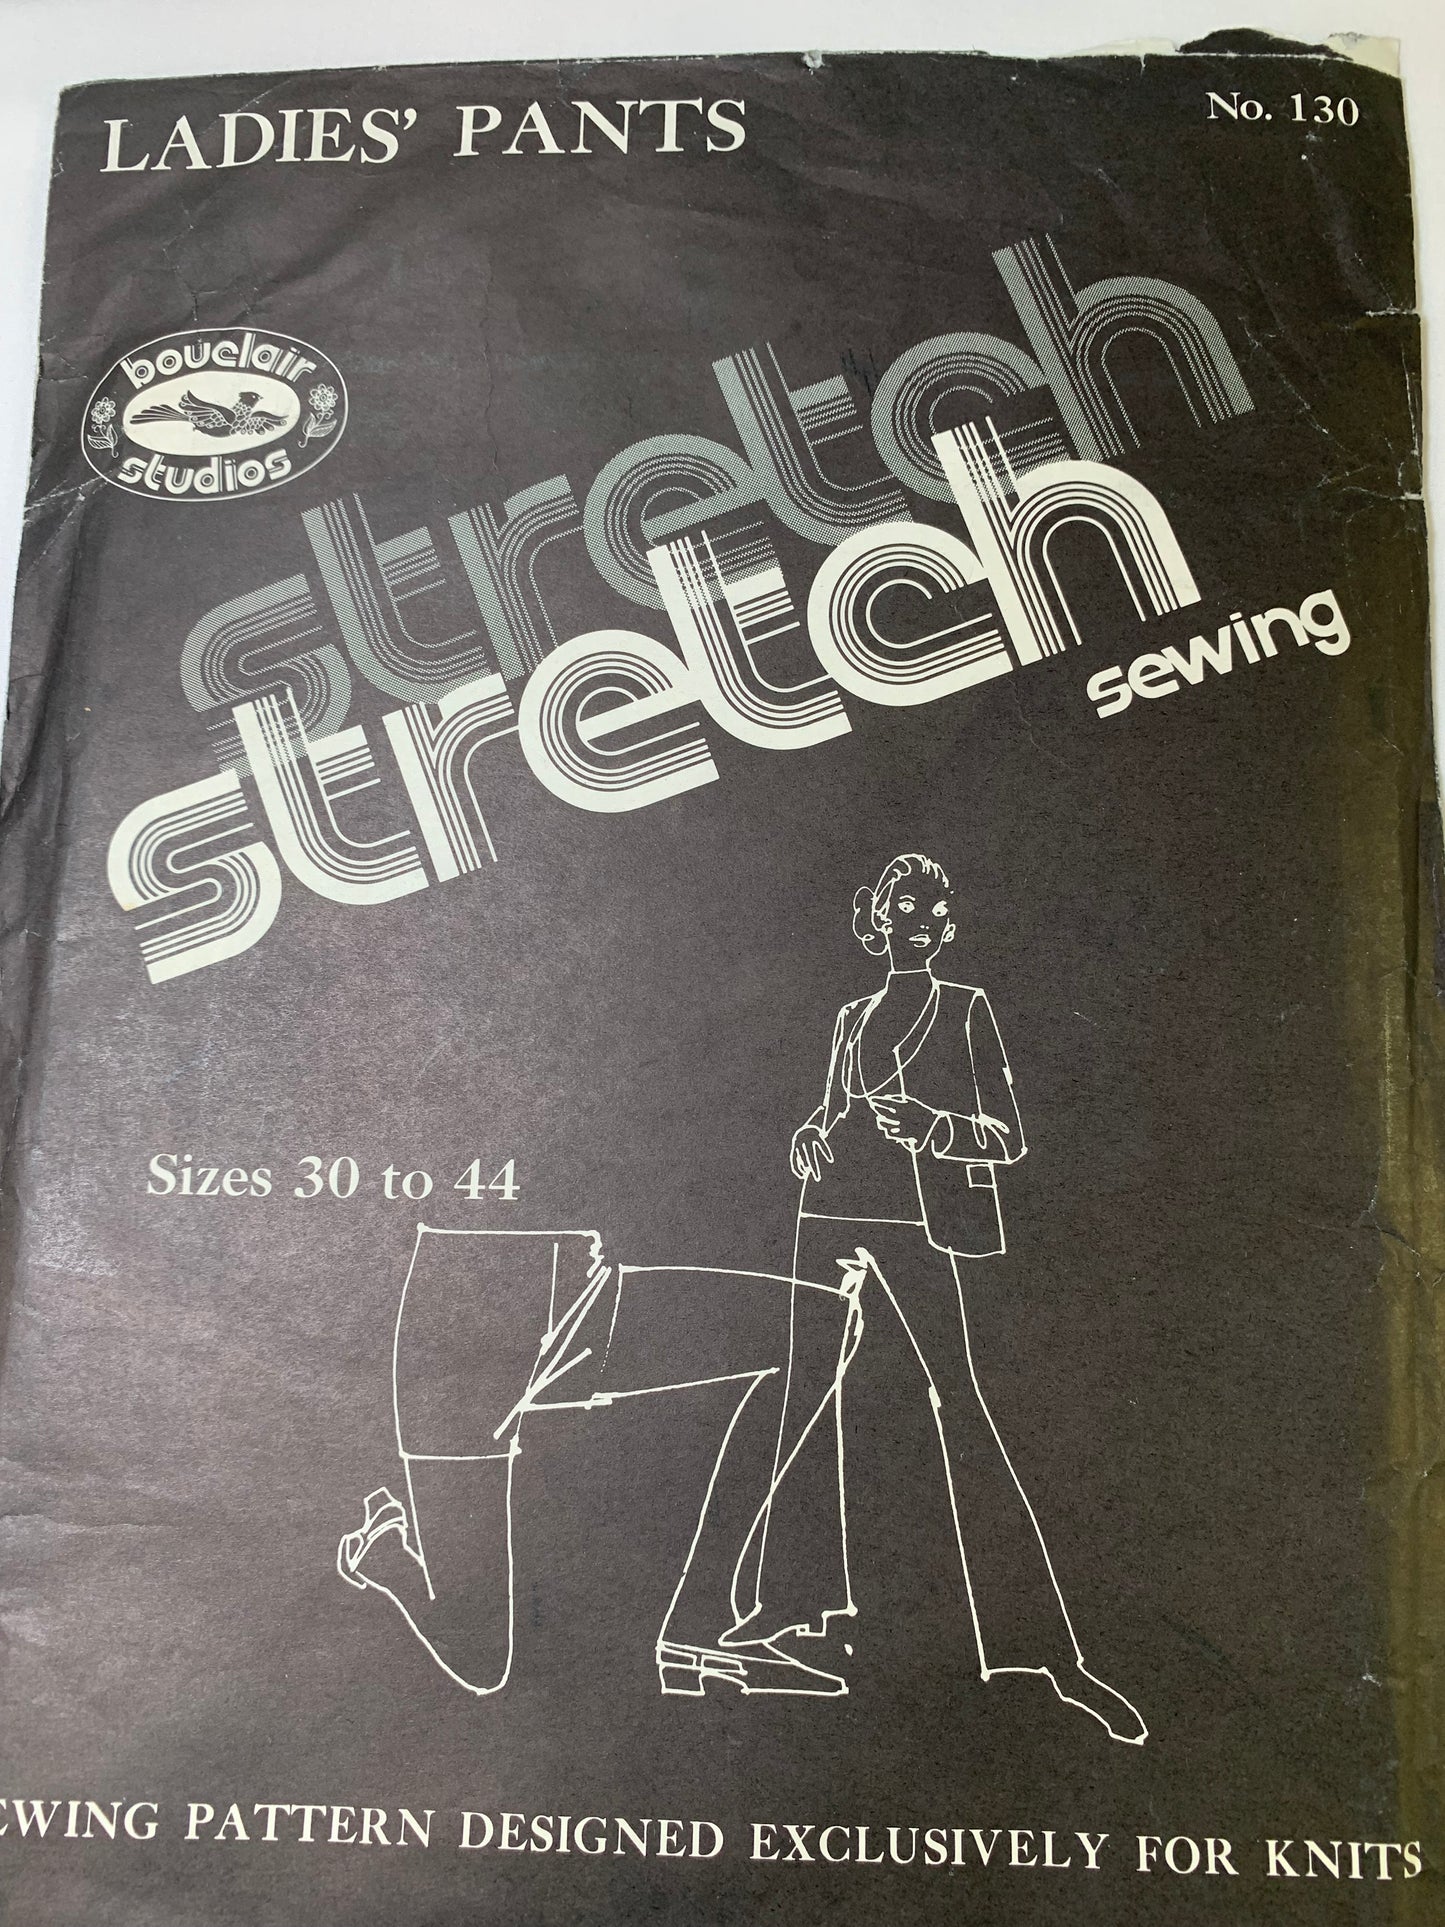 LADIES' PANTS
No. 130
bouclair
studios
stretch
stretch
sewing
Sizes 30 to 44
EWING PATTERN DESIGNED EXCLUSIVELY FOR KNITS